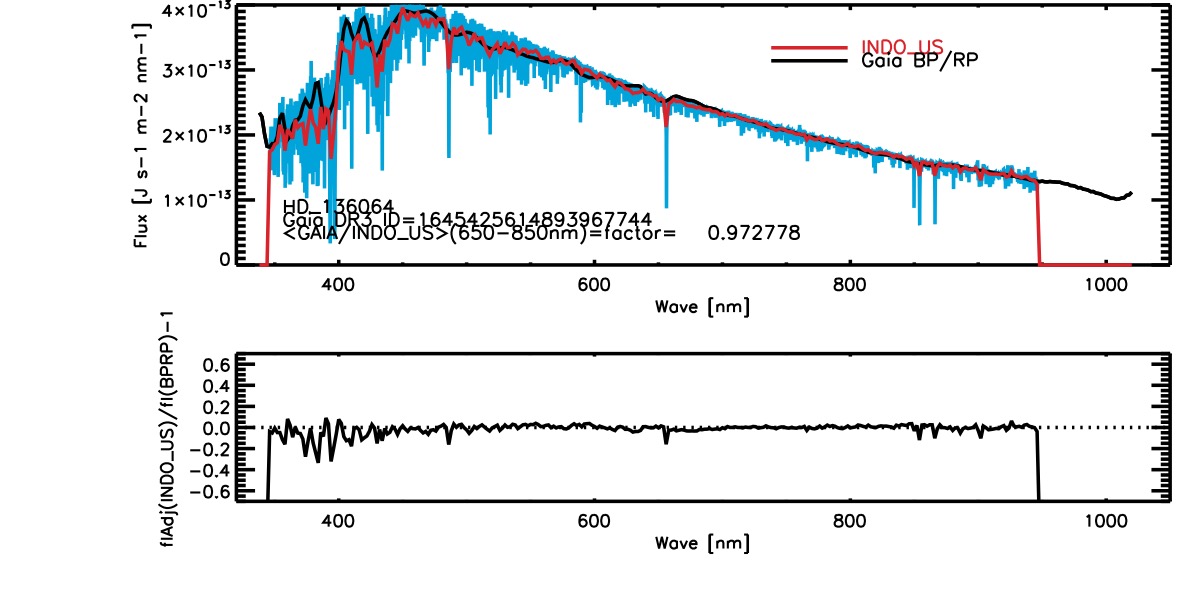 4×10−13
3×10−13
2×10−13
1×10−13
0
Flux [J s−1 m−2 nm−1]
INDO_US
Gaia BP/RP
HD_136064
Gaia DR3 ID=1645425614893967744
<GAIA/INDO_US>(650−850nm)=factor= 0.972778
400 600 800 1000
Wave [nm]
0.6
0.4
0.2
0.0
−0.2
−0.4
−0.6
flAdj(INDO_US)/fl(BPRP)−1
400 600 800 1000
Wave [nm]